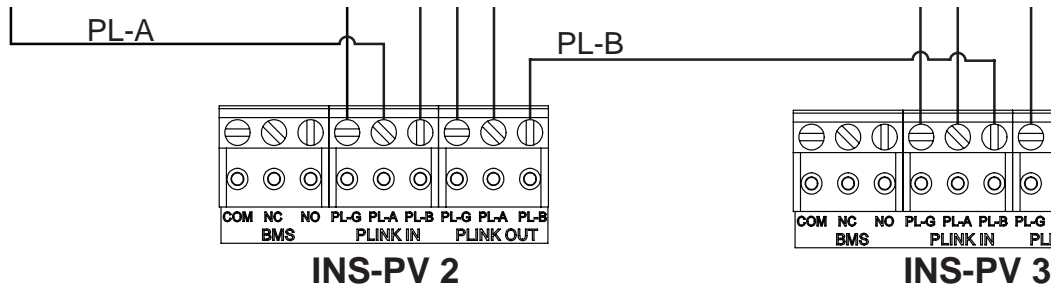 PL-A
PL-B
COM NC NO PL-G PL-A PL-B PL-G PL-A PL-B
BMS PLINK IN PLINK OUT
INS-PV 2
COM NC NO PL-G PL-A PL-B PL-G
BMS PLINK IN PLI
INS-PV 3